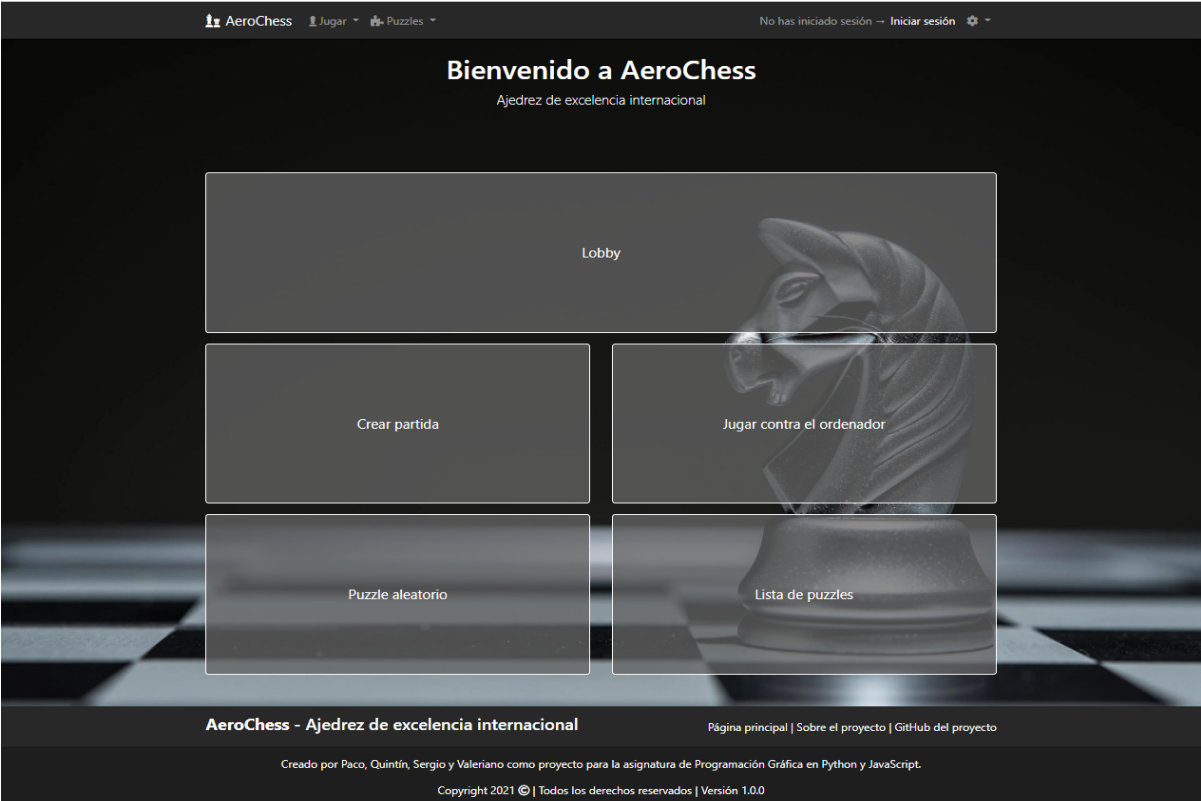 AeroChess Jugar Puzzles No has iniciado sesión → Iniciar sesión
Bienvenido a AeroChess
Ajedrez de excelencia internacional
Lobby
Crear partida
Jugar contra el ordenador
Puzzle aleatorio
Lista de puzzles
AeroChess - Ajedrez de excelencia internacional
Página principal | Sobre el proyecto | GitHub del proyecto
Creado por Paco, Quintín, Sergio y Valeriano como proyecto para la asignatura de Programación Gráfica en Python y JavaScript.
Copyright 2021 © | Todos los derechos reservados | Versión 1.0.0